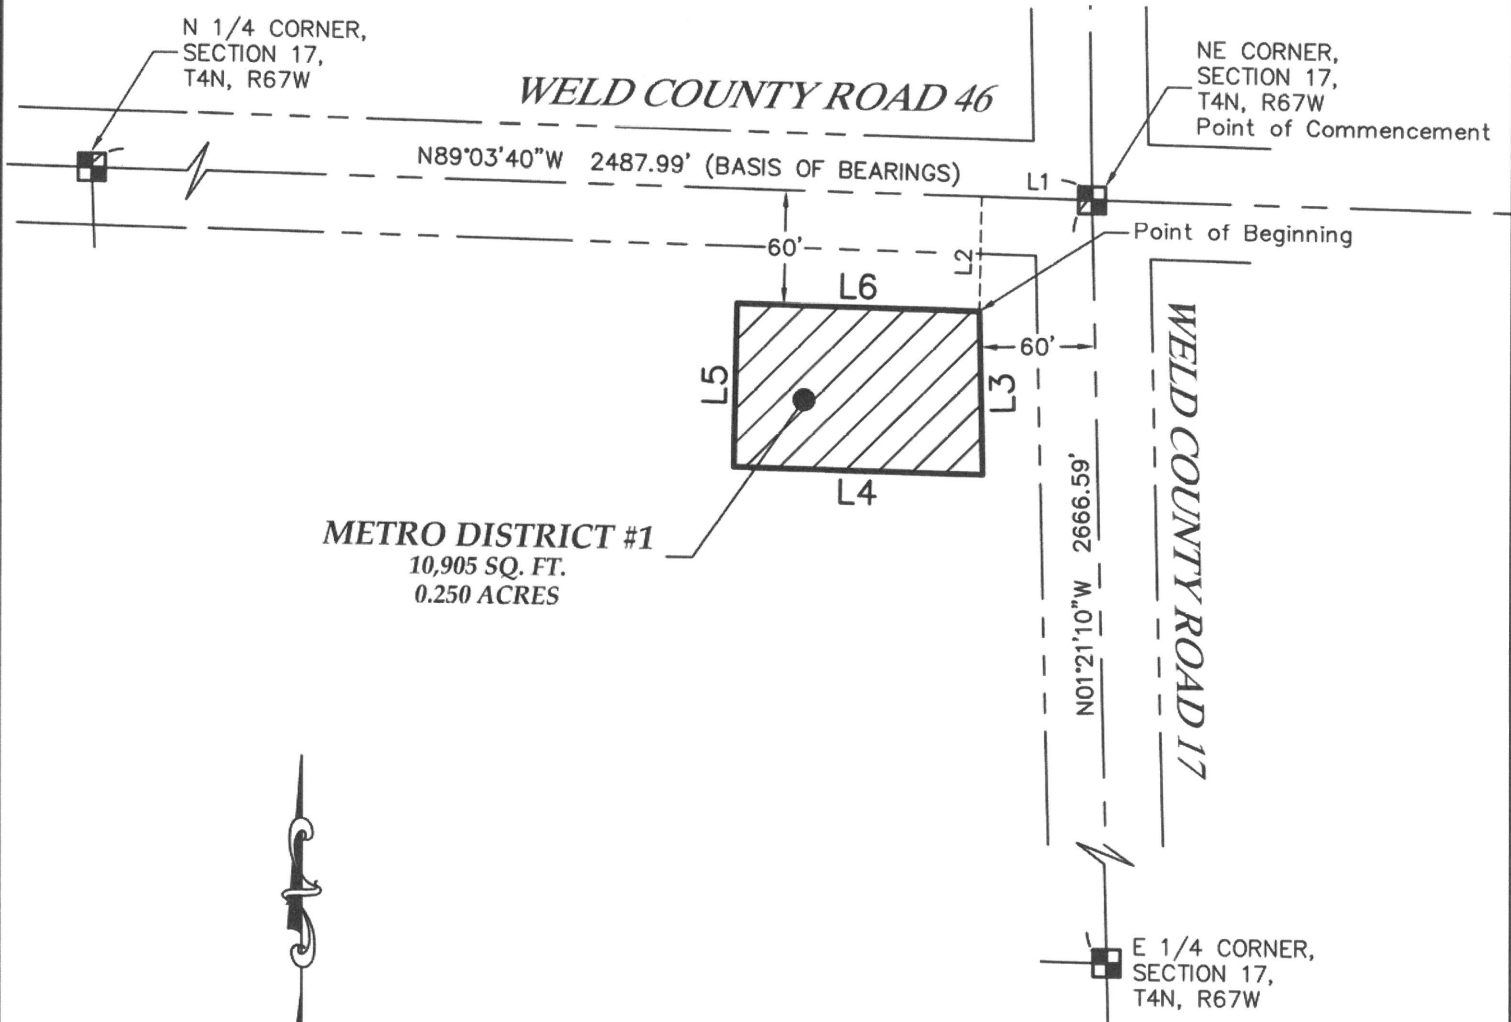 N 1/4 CORNER,
SECTION 17,
T4N, R67W
WELD COUNTY ROAD 46
NE CORNER,
SECTION 17,
T4N, R67W
Point of Commencement
N89°03'40"W 2487.99' (BASIS OF BEARINGS)
L1
60'
L2
Point of Beginning
L6
60'
L5
L3
L4
WELD COUNTY ROAD 17
N01°21'10"W 2666.59'
METRO DISTRICT #1
10,905 SQ. FT.
0.250 ACRES
E 1/4 CORNER,
SECTION 17,
T4N, R67W